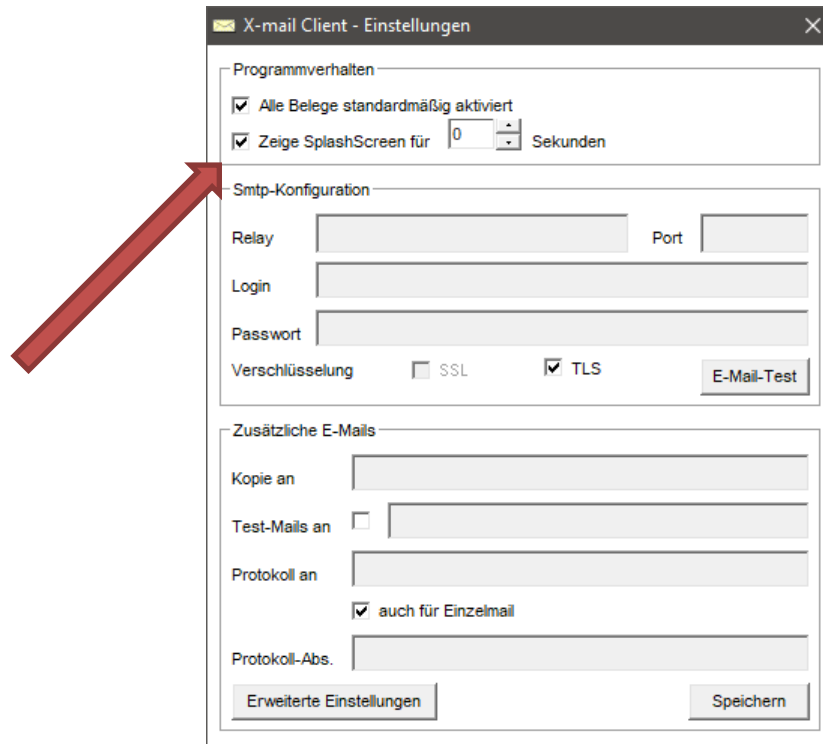 X-mail Client - Einstellungen
Programmverhalten
Alle Belege standardmäßig aktiviert
Zeige SplashScreen für 0 Sekunden
Smtp-Konfiguration
Relay Port
Login
Passwort
Verschlüsselung SSL TLS E-Mail-Test
Zusätzliche E-Mails
Kopie an
Test-Mails an
Protokoll an
auch für Einzelmail
Protokoll-Abs.
Erweiterte Einstellungen Speichern